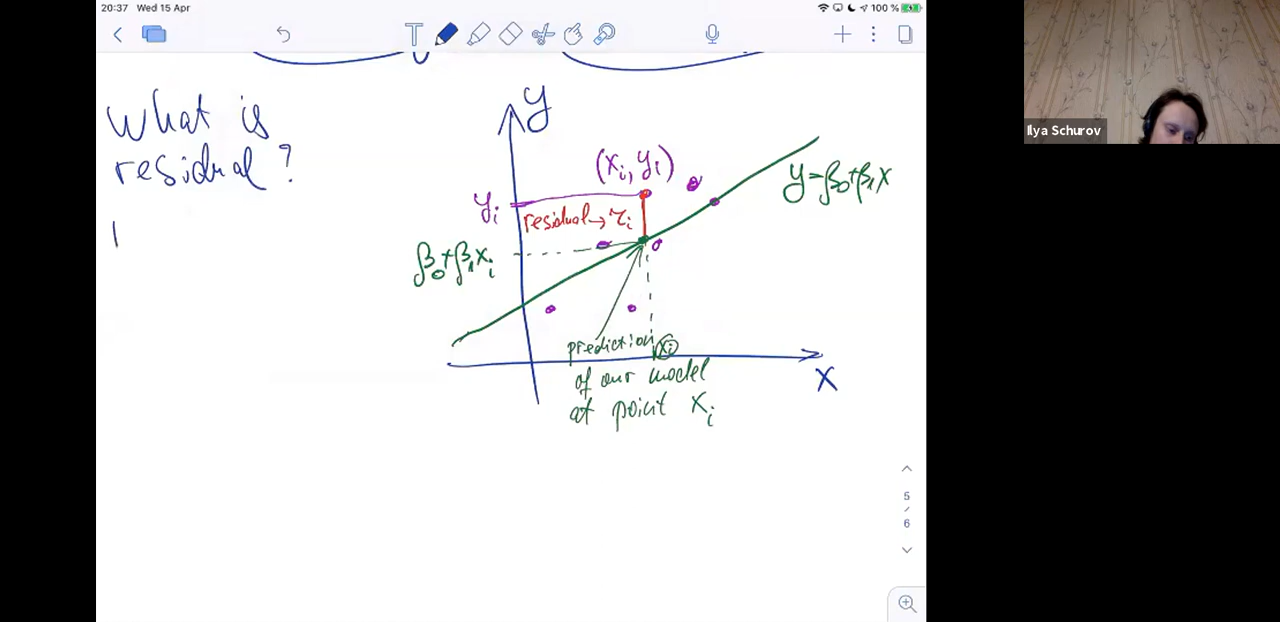 20:37 Wed 15 Apr
100 %
T
Ilya Schurov
What is
residual?
y
(xi, yi)
y=β0+β1x
yi
residual→ri
β0+β1xi
prediction
xi
of our model
at point xi
x
5
/
6